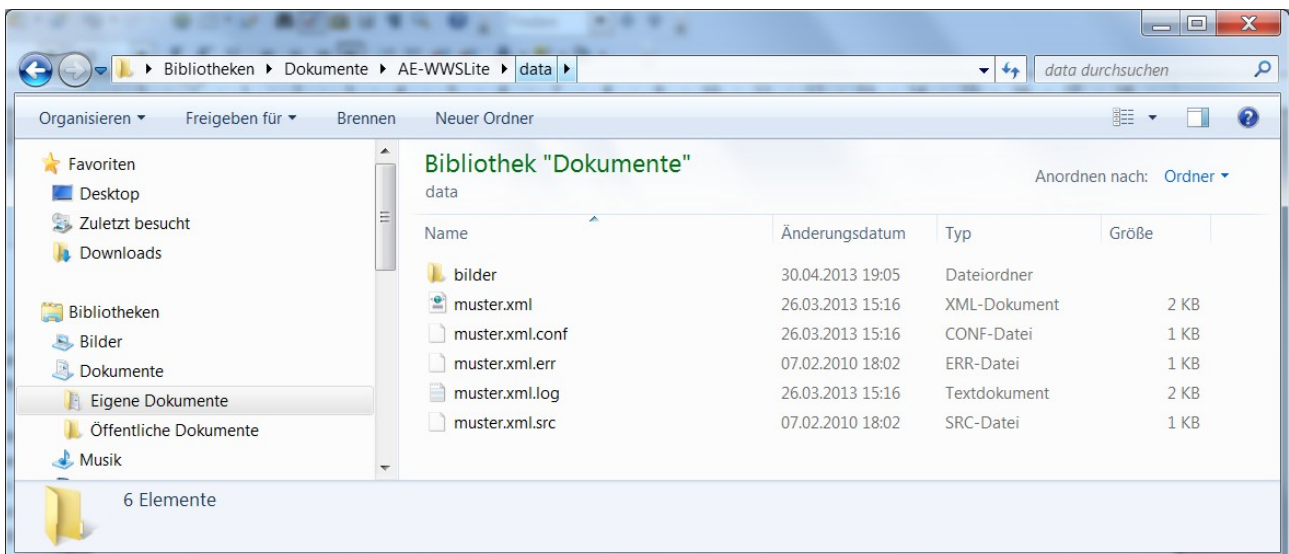 Bibliotheken Dokumente AE-WWSLite data data durchsuchen
Organisieren Freigeben für Brennen Neuer Ordner
Favoriten
Desktop
Zuletzt besucht
Downloads
Bibliotheken
Bilder
Dokumente
Eigene Dokumente
Öffentliche Dokumente
Musik
Bibliothek "Dokumente"
data
Anordnen nach: Ordner
Name Änderungsdatum Typ Größe
bilder 30.04.2013 19:05 Dateiordner
muster.xml 26.03.2013 15:16 XML-Dokument 2 KB
muster.xml.conf 26.03.2013 15:16 CONF-Datei 1 KB
muster.xml.err 07.02.2010 18:02 ERR-Datei 1 KB
muster.xml.log 26.03.2013 15:16 Textdokument 2 KB
muster.xml.src 07.02.2010 18:02 SRC-Datei 1 KB
6 Elemente